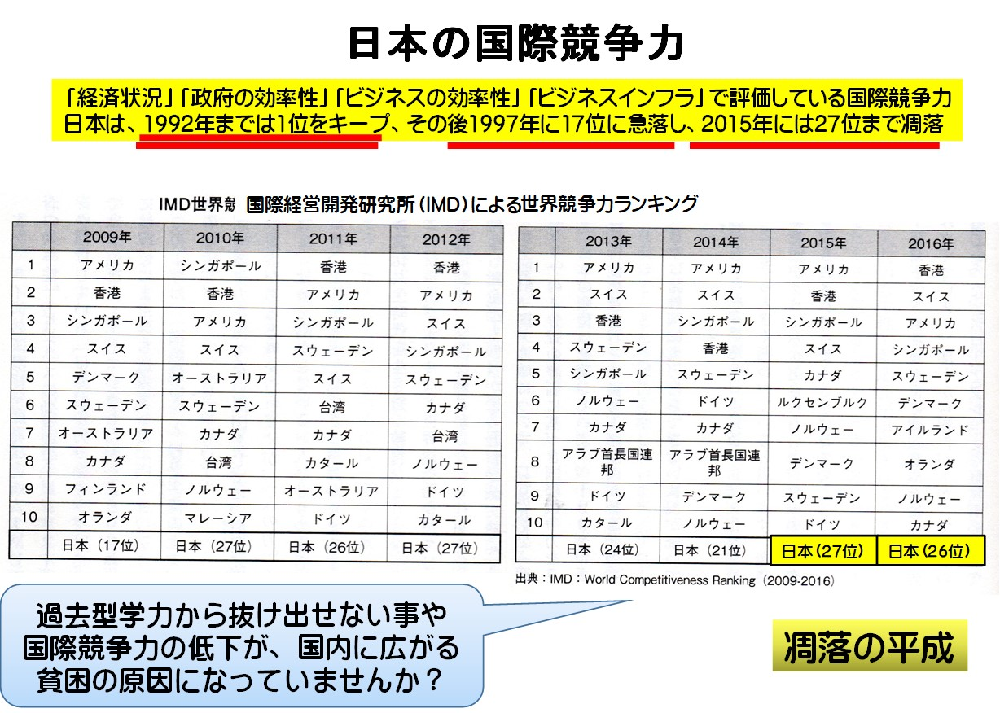 日本の国際競争力
「経済状況」「政府の効率性」「ビジネスの効率性」「ビジネスインフラ」で評価している国際競争力
日本は、1992年までは1位をキープ、その後1997年に17位に急落し、2015年には27位まで凋落
IMD世界競 国際経営開発研究所(IMD)による世界競争力ランキング
2009年 2010年 2011年 2012年
1 アメリカ シンガポール 香港 香港
2 香港 香港 アメリカ アメリカ
3 シンガポール アメリカ シンガポール スイス
4 スイス スイス スウェーデン シンガポール
5 デンマーク オーストラリア スイス スウェーデン
6 スウェーデン スウェーデン 台湾 カナダ
7 オーストラリア カナダ カナダ 台湾
8 カナダ 台湾 カタール ノルウェー
9 フィンランド ノルウェー オーストラリア ドイツ
10 オランダ マレーシア ドイツ カタール
日本（17位） 日本（27位） 日本（26位） 日本（27位）
2013年 2014年 2015年 2016年
1 アメリカ アメリカ アメリカ 香港
2 スイス スイス 香港 スイス
3 香港 シンガポール シンガポール アメリカ
4 スウェーデン 香港 スイス シンガポール
5 シンガポール スウェーデン カナダ スウェーデン
6 ノルウェー ドイツ ルクセンブルク デンマーク
7 カナダ カナダ ノルウェー アイルランド
8 アラブ首長国連邦 アラブ首長国連邦 デンマーク オランダ
9 ドイツ デンマーク スウェーデン ノルウェー
10 カタール ノルウェー ドイツ カナダ
日本（24位） 日本（21位） 日本(27位) 日本(26位)
出典：IMD：World Competitiveness Ranking（2009-2016）
過去型学力から抜け出せない事や
国際競争力の低下が、国内に広がる
貧困の原因になっていませんか？
凋落の平成